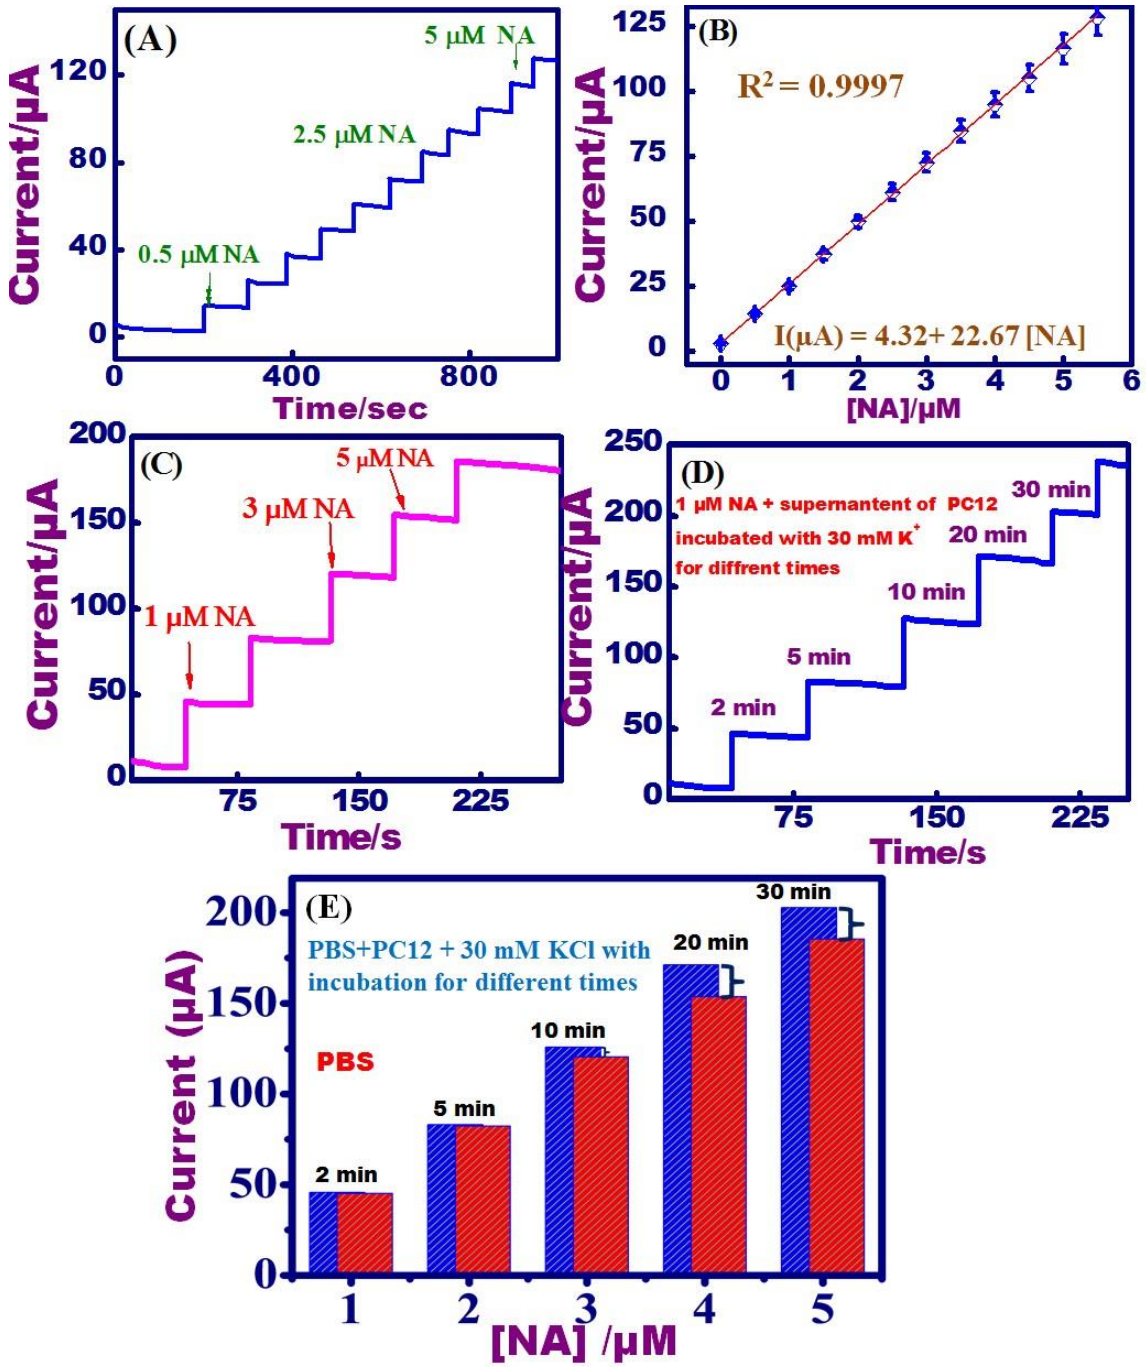 (A)
5 μM NA
2.5 μM NA
0.5 μM NA
Current/μA
120
80
40
0
0
400
800
Time/sec
(B)
R² = 0.9997
I(μA) = 4.32+ 22.67 [NA]
Current/μA
125
100
75
50
25
0
0 1 2 3 4 5 6
[NA]/μM
(C)
5 μM NA
3 μM NA
1 μM NA
Current/μA
200
150
100
50
0
75 150 225
Time/s
(D)
1 μM NA + supernantent of PC12
incubated with 30 mM K⁺
for diffrent times
30 min
20 min
10 min
5 min
2 min
Current/μA
250
200
150
100
50
0
75 150 225
Time/s
(E)
PBS+PC12 + 30 mM KCl with
incubation for different times
PBS
30 min
20 min
10 min
5 min
2 min
Current (μA)
200
150
100
50
0
1 2 3 4 5
[NA] /μM